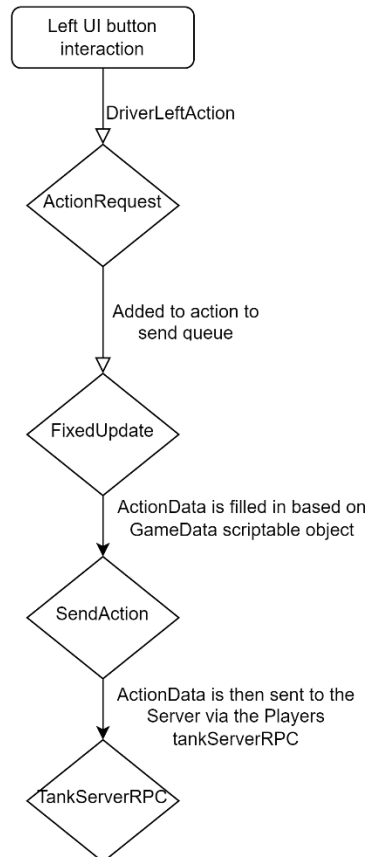 Left UI button
interaction
DriverLeftAction
ActionRequest
Added to action to
send queue
FixedUpdate
ActionData is filled in based on
GameData scriptable object
SendAction
ActionData is then sent to the
Server via the Players
tankServerRPC
TankServerRPC